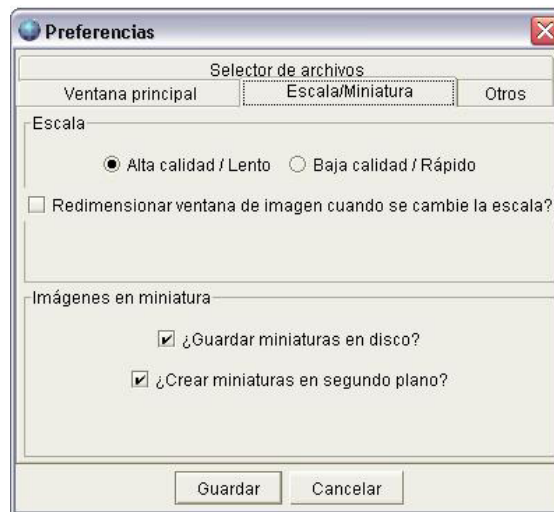 Preferencias
Selector de archivos
Ventana principal Escala/Miniatura Otros
Escala
Alta calidad / Lento Baja calidad / Rápido
Redimensionar ventana de imagen cuando se cambie la escala?
Imágenes en miniatura
¿Guardar miniaturas en disco?
¿Crear miniaturas en segundo plano?
Guardar Cancelar